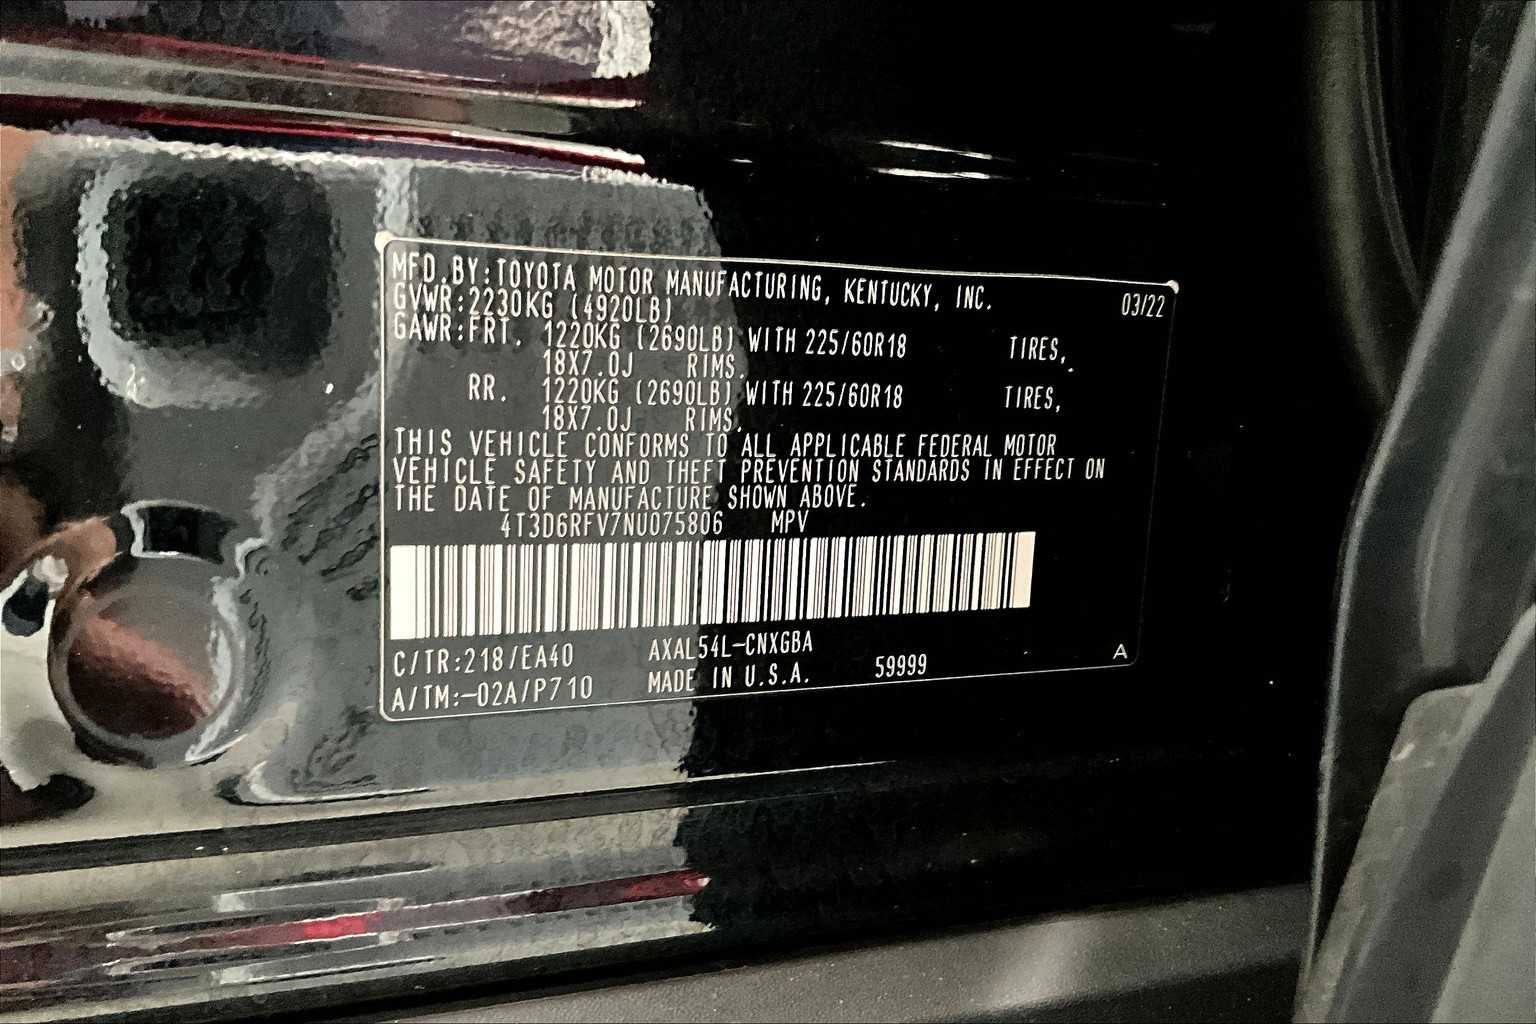 MFD.BY:TOYOTA MOTOR MANUFACTURING, KENTUCKY, INC. 03/22
GVWR:2230KG (4920LB)
GAWR:FRT. 1220KG (2690LB) WITH 225/60R18 TIRES,
18X7.0J RIMS.
RR. 1220KG (2690LB) WITH 225/60R18 TIRES,
18X7.0J RIMS.
THIS VEHICLE CONFORMS TO ALL APPLICABLE FEDERAL MOTOR
VEHICLE SAFETY AND THEFT PREVENTION STANDARDS IN EFFECT ON
THE DATE OF MANUFACTURE SHOWN ABOVE.
4T3D6RFV7NU075806 MPV
C/TR:218/EA40 AXAL54L-CNXGBA
A/TM:-02A/P710 MADE IN U.S.A. 59999 A